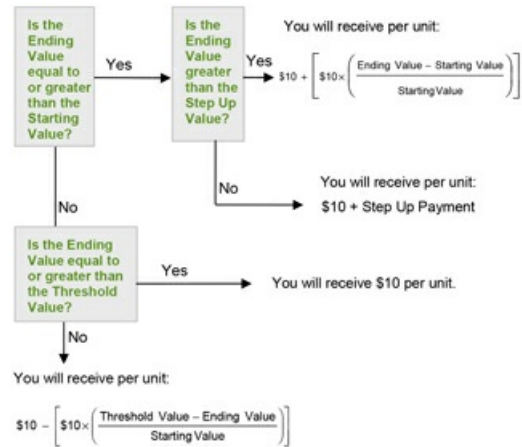 Is the
Ending
Value
equal to
or greater
than the
Starting
Value?
Yes
Is the
Ending
Value
greater
than the
Step Up
Value?
Yes
You will receive per unit:
$10 + [ $10× ( Ending Value – Starting Value
Starting Value ) ]
No
You will receive per unit:
$10 + Step Up Payment
No
Is the Ending
Value equal to
or greater than
the Threshold
Value?
Yes
You will receive $10 per unit.
No
You will receive per unit:
$10 – [ $10× ( Threshold Value – Ending Value
Starting Value ) ]